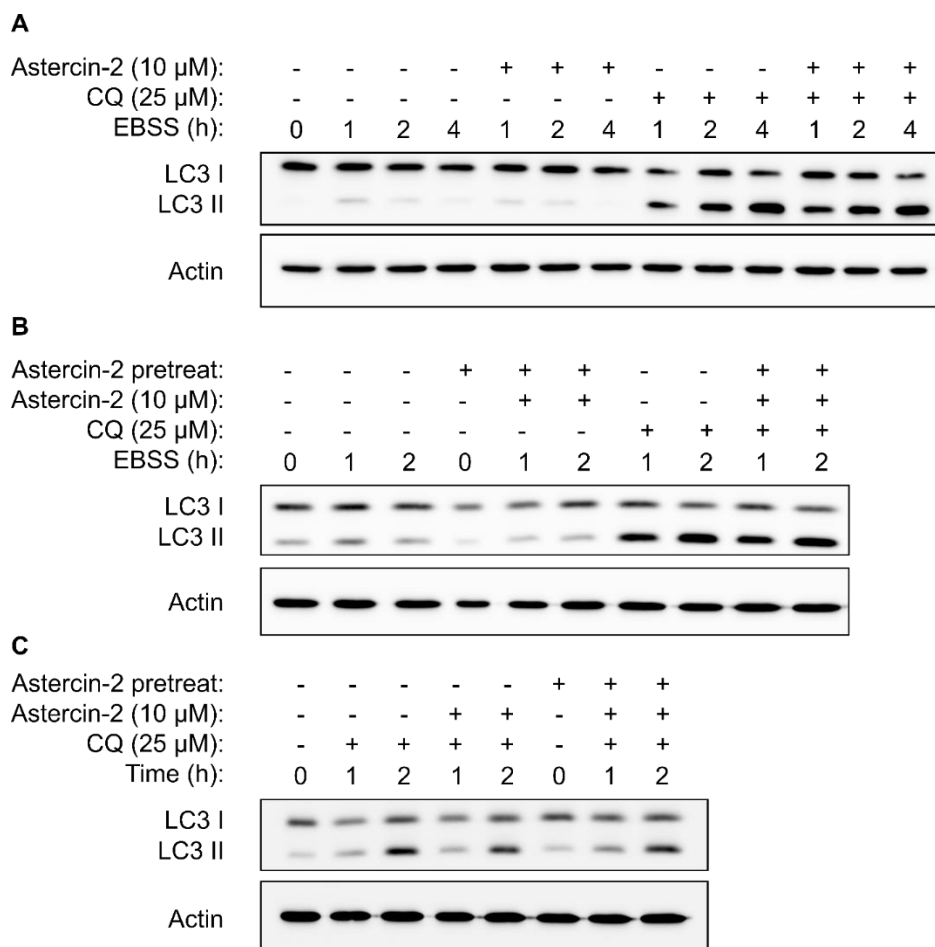 A
Astercin-2 (10 µM): - - - - + + + - - - + + +
CQ (25 µM): - - - - - - - + + + + + +
EBSS (h): 0 1 2 4 1 2 4 1 2 4 1 2 4
LC3 I
LC3 II
Actin
B
Astercin-2 pretreat: - - - + + + - - + +
Astercin-2 (10 µM): - - - - + + - - + +
CQ (25 µM): - - - - - - + + + +
EBSS (h): 0 1 2 0 1 2 1 2 1 2
LC3 I
LC3 II
Actin
C
Astercin-2 pretreat: - - - - - + + +
Astercin-2 (10 µM): - - - + + - + +
CQ (25 µM): - + + + + - + +
Time (h): 0 1 2 1 2 0 1 2
LC3 I
LC3 II
Actin